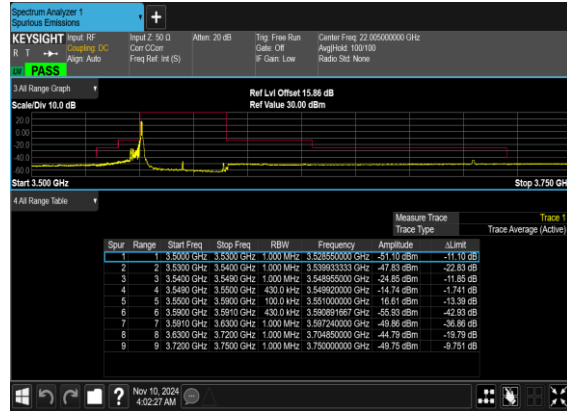 Spectrum Analyzer 1
Spurious Emissions
KEYSIGHT Input: RF Input Z: 50 Ω Atten: 20 dB Trig: Free Run Center Freq: 22.005000000 GHz
R T Coupling: DC Corr CCorr Gate: Off Avg|Hold: 100/100
Align: Auto Freq Ref: Int (S) IF Gain: Low Radio Std: None
PASS
3 All Range Graph
Ref Lvl Offset 15.86 dB
Scale/Div 10.0 dB Ref Value 30.00 dBm
20.0
0.00
-20.0
-40.0
-60.0
Start 3.500 GHz Stop 3.750 GH
4 All Range Table
Measure Trace Trace 1
Trace Type Trace Average (Active)
Spur Range Start Freq Stop Freq RBW Frequency Amplitude ΔLimit
1 1 3.5000 GHz 3.5300 GHz 1.000 MHz 3.528550000 GHz -51.10 dBm -11.10 dB
2 2 3.5300 GHz 3.5400 GHz 1.000 MHz 3.539933333 GHz -47.83 dBm -22.83 dB
3 3 3.5400 GHz 3.5490 GHz 1.000 MHz 3.548955000 GHz -24.85 dBm -11.85 dB
4 4 3.5490 GHz 3.5500 GHz 430.0 kHz 3.549920000 GHz -14.74 dBm -1.741 dB
5 5 3.5500 GHz 3.5900 GHz 100.0 kHz 3.551000000 GHz 16.61 dBm -13.39 dB
6 6 3.5900 GHz 3.5910 GHz 430.0 kHz 3.590891667 GHz -55.93 dBm -42.93 dB
7 7 3.5910 GHz 3.6300 GHz 1.000 MHz 3.597240000 GHz -49.86 dBm -36.86 dB
8 8 3.6300 GHz 3.7200 GHz 1.000 MHz 3.704850000 GHz -44.79 dBm -19.79 dB
9 9 3.7200 GHz 3.7500 GHz 1.000 MHz 3.750000000 GHz -49.75 dBm -9.751 dB
Nov 10, 2024
4:02:27 AM